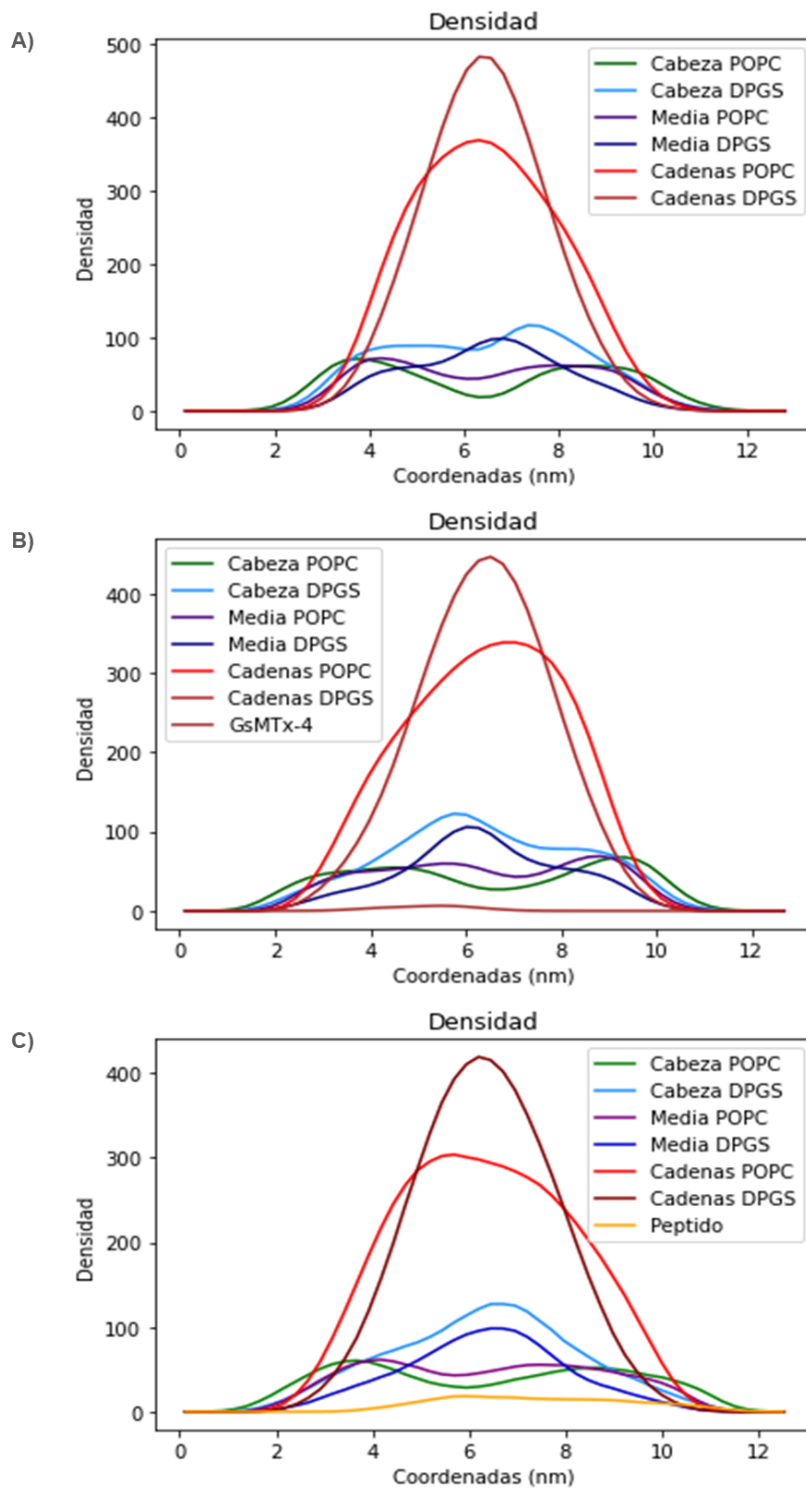 A)
Densidad
Densidad
500
400
300
200
100
0
Cabeza POPC
Cabeza DPGS
Media POPC
Media DPGS
Cadenas POPC
Cadenas DPGS
0 2 4 6 8 10 12
Coordenadas (nm)
B)
Densidad
Densidad
400
300
200
100
0
Cabeza POPC
Cabeza DPGS
Media POPC
Media DPGS
Cadenas POPC
Cadenas DPGS
GsMTx-4
0 2 4 6 8 10 12
Coordenadas (nm)
C)
Densidad
Densidad
400
300
200
100
0
Cabeza POPC
Cabeza DPGS
Media POPC
Media DPGS
Cadenas POPC
Cadenas DPGS
Peptido
0 2 4 6 8 10 12
Coordenadas (nm)